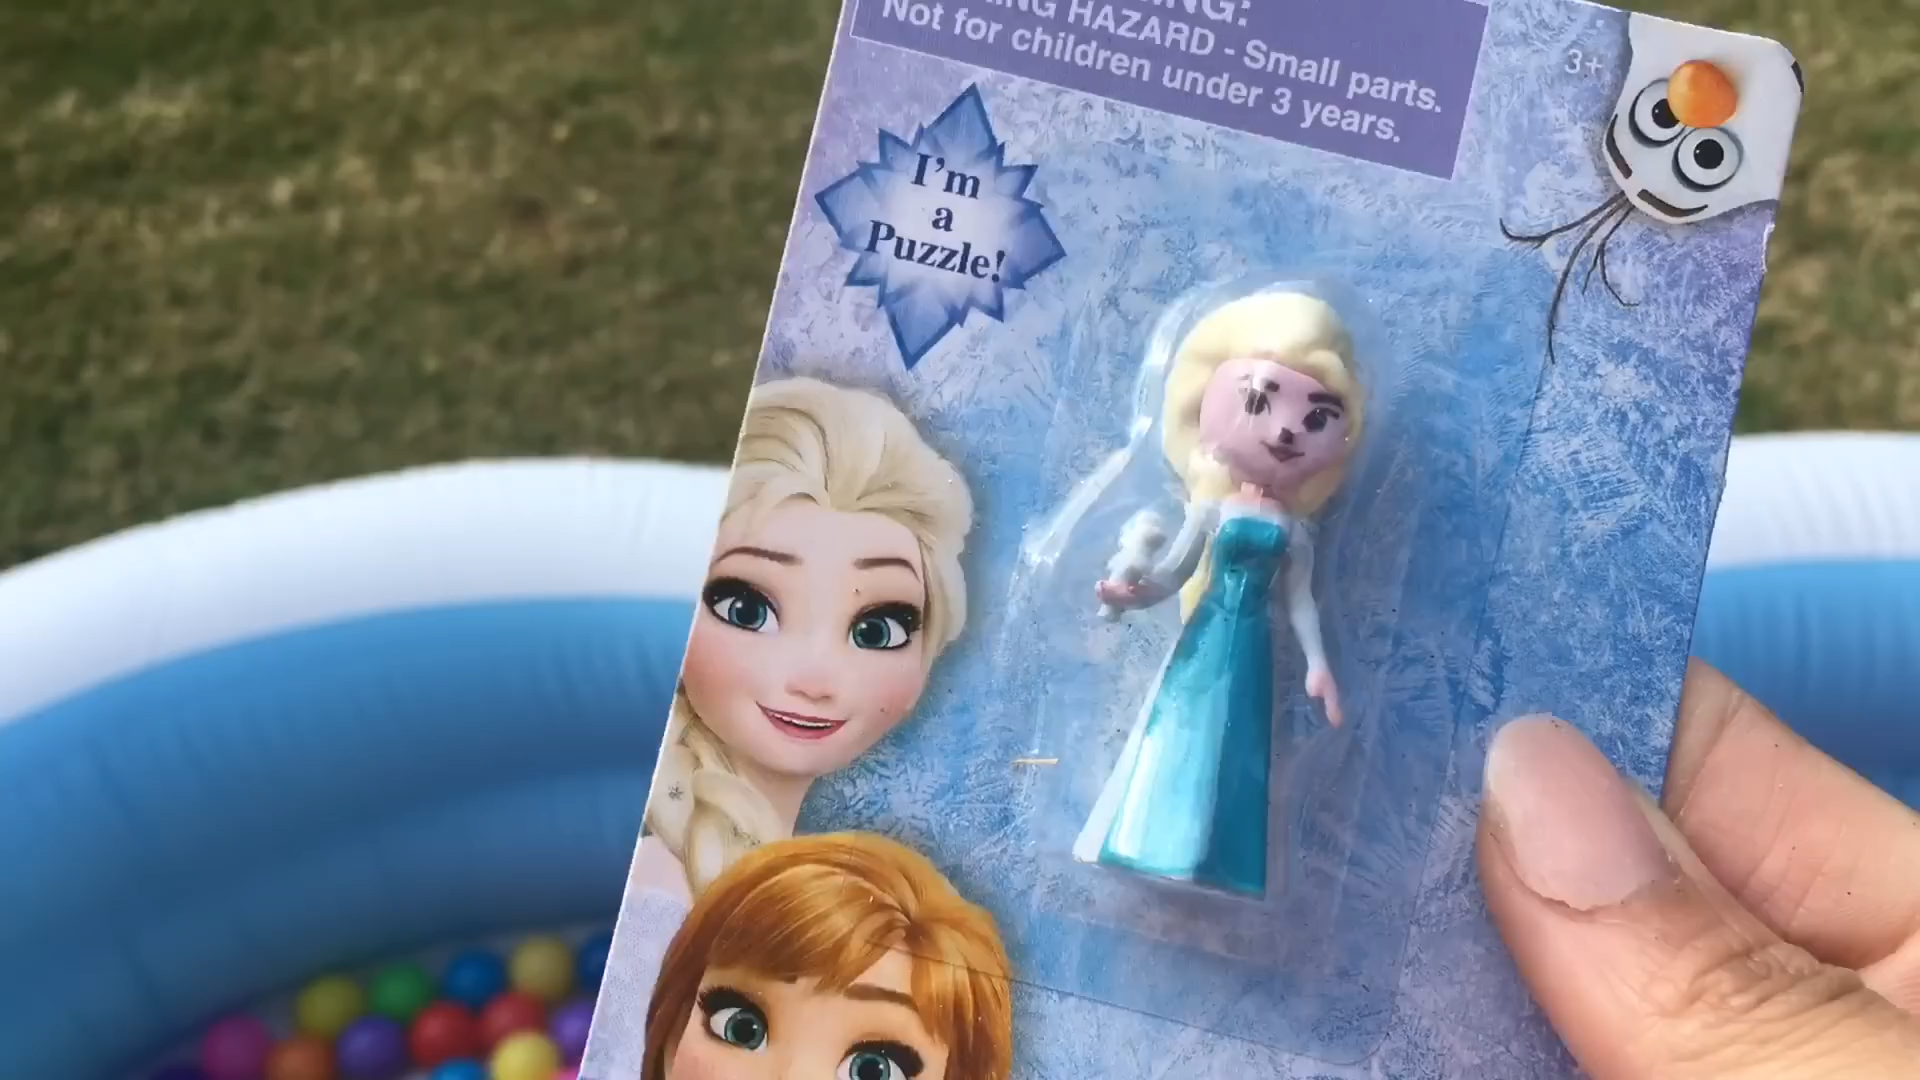 HAZARD - Small parts.
Not for children under 3 years.
3+
I'm
a
Puzzle!